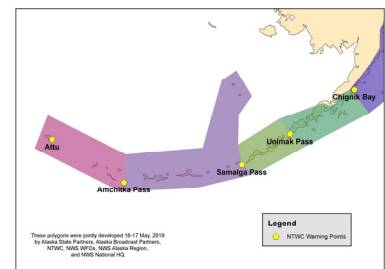 Chignik Bay
Unimak Pass
Attu
Samalga Pass
Amchitka Pass
These polygons were jointly developed 16-17 May, 2019
by Alaska State Partners, Alaska Broadcast Partners,
NTWC, NWS WFOs, NWS Alaska Region,
and NWS National HQ.
Legend
NTWC Warning Points